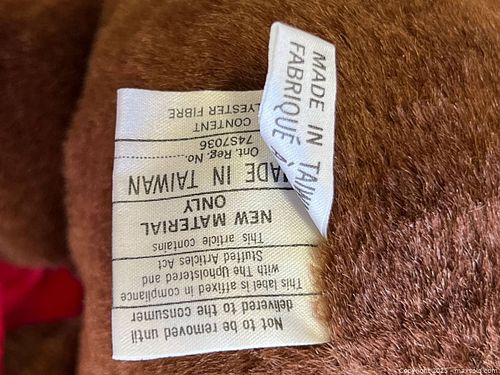 Not to be removed until
delivered to the consumer
This label is affixed in compliance
with The Upholstered and
Stuffed Articles Act
This article contains
NEW MATERIAL
ONLY
MADE IN TAIWAN
Ont. Reg. No...
74S7036
CONTENT
LYESTER FIBRE
MADE IN TAIW
FABRIQUÉ À
Copyright 2025 - maxsold.com